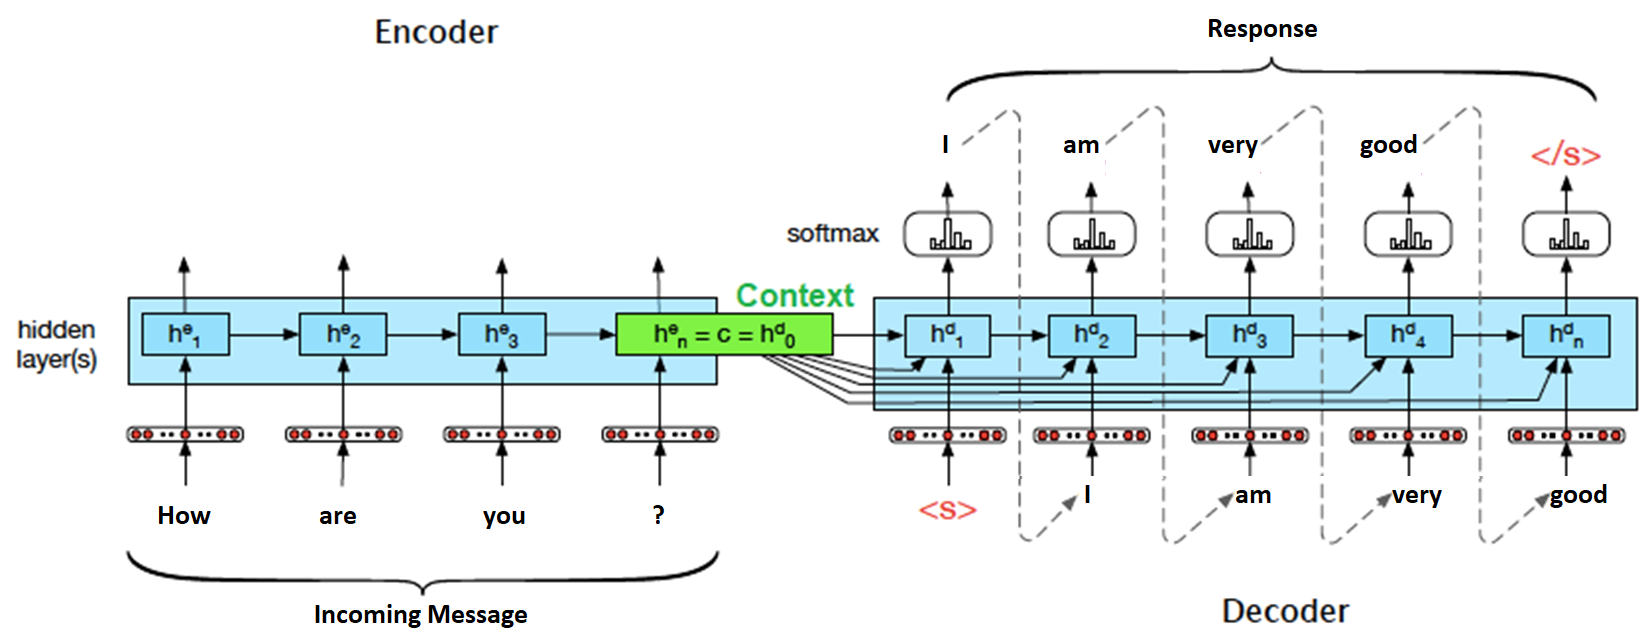 Encoder
Response
I am very good </s>
softmax
Context
hidden
layer(s)
hᵉ₁ hᵉ₂ hᵉ₃ hᵉₙ = c = hᵈ₀ hᵈ₁ hᵈ₂ hᵈ₃ hᵈ₄ hᵈₙ
How are you ? <s> I am very good
Incoming Message
Decoder